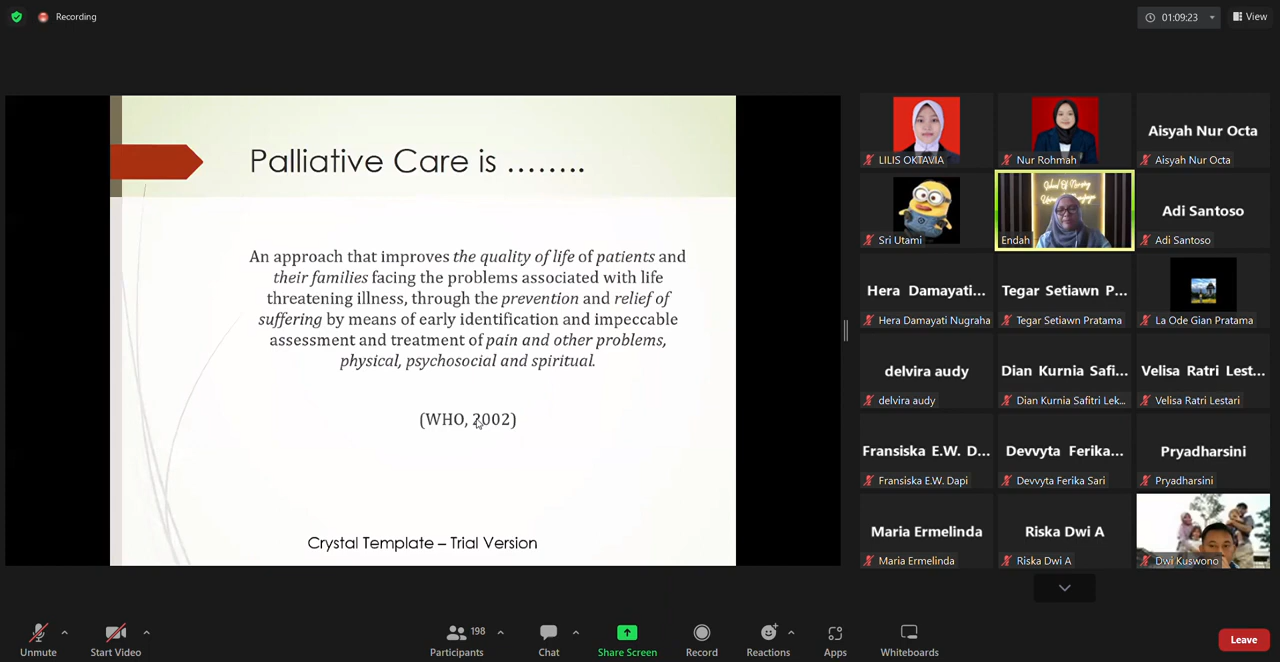 Recording
01:09:23
View
Palliative Care is ........
An approach that improves the quality of life of patients and
their families facing the problems associated with life
threatening illness, through the prevention and relief of
suffering by means of early identification and impeccable
assessment and treatment of pain and other problems,
physical, psychosocial and spiritual.
(WHO, 2002)
Crystal Template – Trial Version
LILIS OKTAVIA
Nur Rohmah
Aisyah Nur Octa
Aisyah Nur Octa
Sri Utami
Endah
Adi Santoso
Adi Santoso
Hera Damayati...
Hera Damayati Nugraha
Tegar Setiawn P...
Tegar Setiawn Pratama
La Ode Gian Pratama
delvira audy
delvira audy
Dian Kurnia Safi...
Dian Kurnia Safitri Lek...
Velisa Ratri Lest...
Velisa Ratri Lestari
Fransiska E.W. D...
Fransiska E.W. Dapi
Devvyta Ferika...
Devvyta Ferika Sari
Pryadharsini
Pryadharsini
Maria Ermelinda
Maria Ermelinda
Riska Dwi A
Riska Dwi A
Dwi Kuswono
Unmute
Start Video
198
Participants
Chat
Share Screen
Record
Reactions
Apps
Whiteboards
Leave